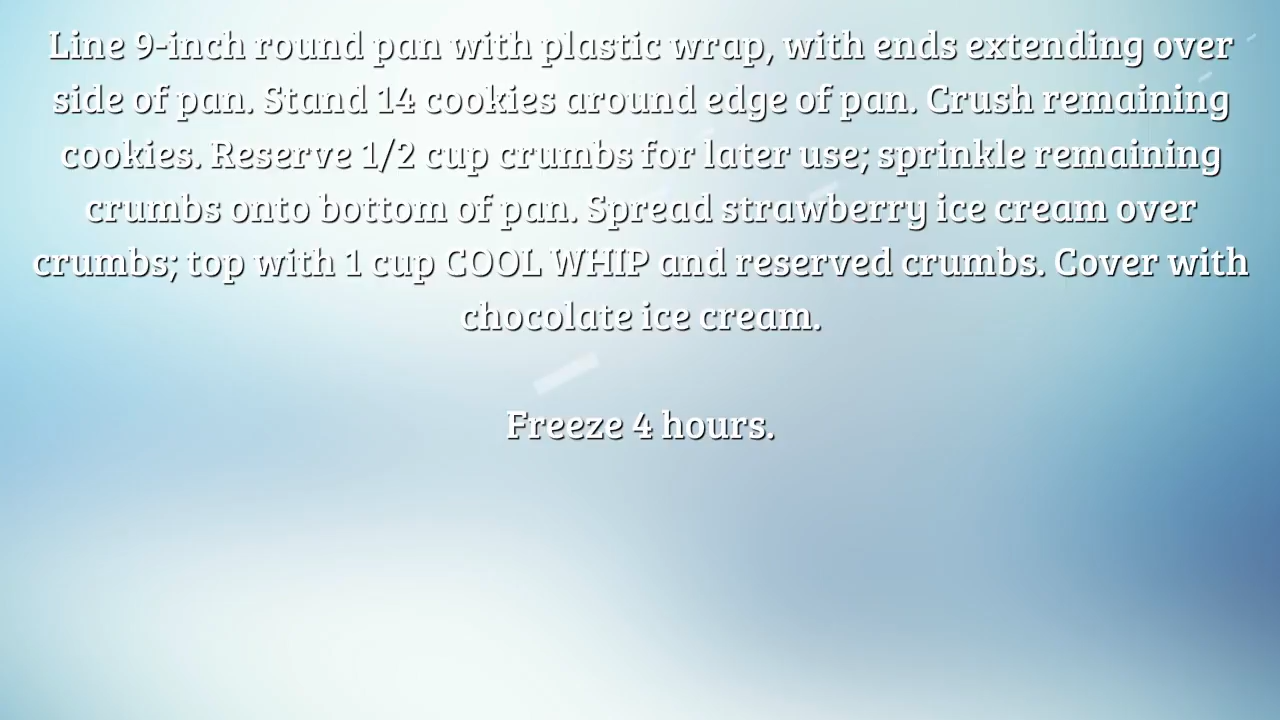 Line 9-inch round pan with plastic wrap, with ends extending over
side of pan. Stand 14 cookies around edge of pan. Crush remaining
cookies. Reserve 1/2 cup crumbs for later use; sprinkle remaining
crumbs onto bottom of pan. Spread strawberry ice cream over
crumbs; top with 1 cup COOL WHIP and reserved crumbs. Cover with
chocolate ice cream.
Freeze 4 hours.